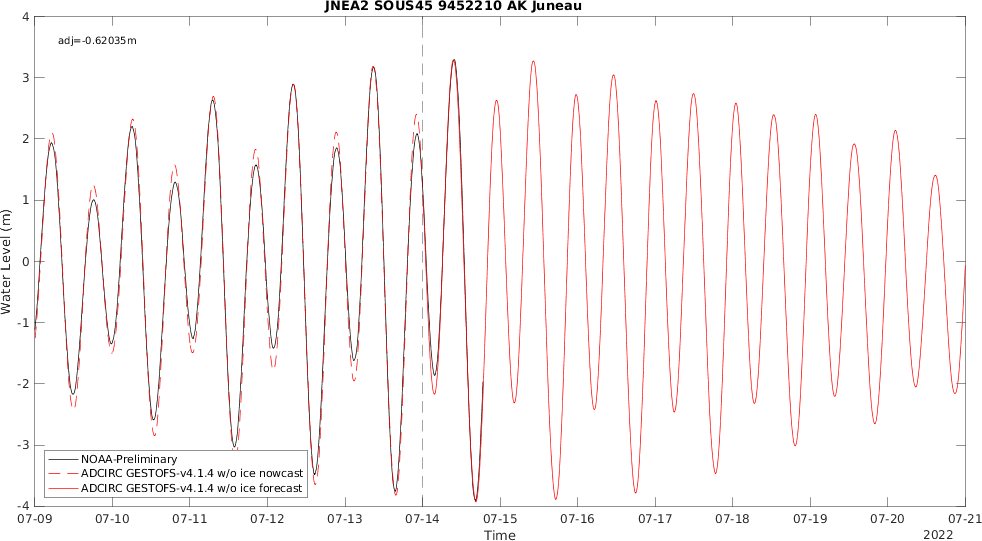 JNEA2 SOUS45 9452210 AK Juneau
adj=-0.62035m
4
3
2
1
0
-1
-2
-3
-4
Water Level (m)
NOAA-Preliminary
ADCIRC GESTOFS-v4.1.4 w/o ice nowcast
ADCIRC GESTOFS-v4.1.4 w/o ice forecast
07-09 07-10 07-11 07-12 07-13 07-14 07-15 07-16 07-17 07-18 07-19 07-20 07-21
Time
2022